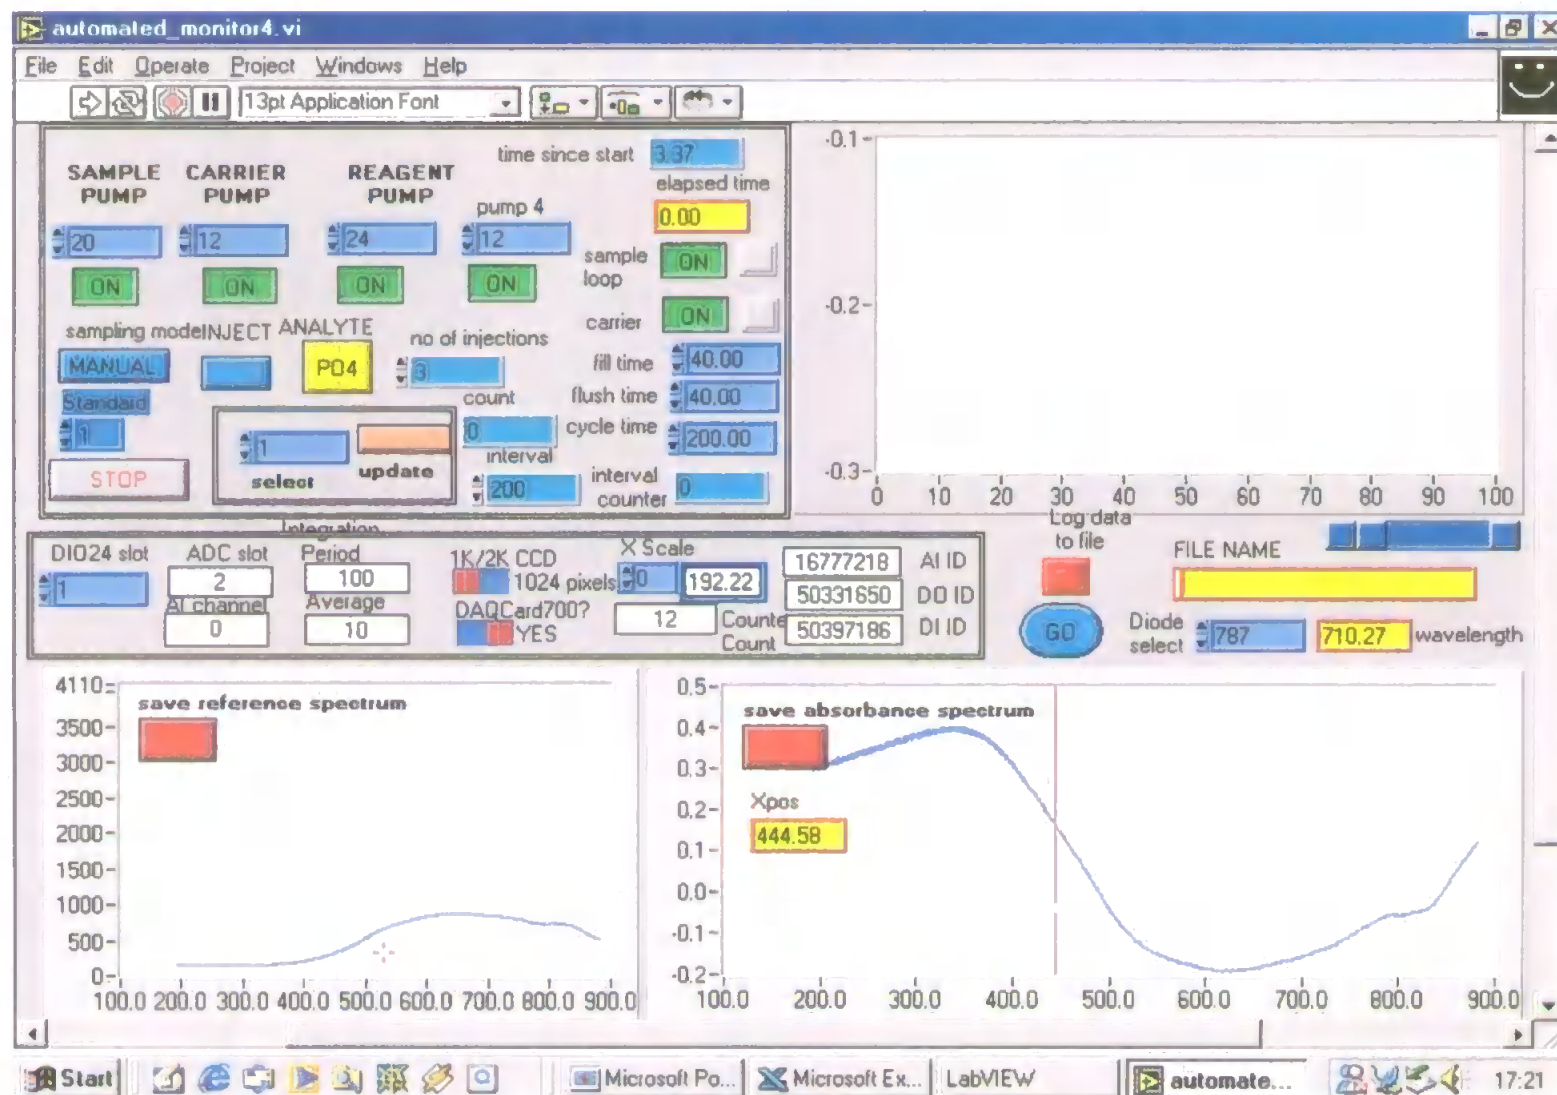 automated_monitor4.vi
File Edit Operate Project Windows Help
13pt Application Font
time since start 3.37
SAMPLE PUMP
CARRIER PUMP
REAGENT PUMP
pump 4
elapsed time
0.00
20 12 24 12
ON ON ON ON
sample loop ON
carrier ON
sampling mode INJECT ANALYTE
MANUAL
PO4
no of injections
3
fill time 40.00
flush time 40.00
cycle time 200.00
Standard
1
count
0
STOP
1
select
update
interval
200
interval counter 0
-0.1
-0.2
-0.3
0 10 20 30 40 50 60 70 80 90 100
DIO24 slot
1
ADC slot
2
AI channel
0
Integration Period
100
Average
10
1K/2K CCD
1024 pixels
DAQCard700?
YES
X Scale
0 192.22
12 Counte
Count
16777218 AI ID
50331650 DO ID
50397186 DI ID
Log data to file
FILE NAME
GO
Diode select 787 710.27 wavelength
save reference spectrum
4110
3500
3000
2500
2000
1500
1000
500
0
100.0 200.0 300.0 400.0 500.0 600.0 700.0 800.0 900.0
save absorbance spectrum
Xpos
444.58
0.5
0.4
0.3
0.2
0.1
0.0
-0.1
-0.2
100.0 200.0 300.0 400.0 500.0 600.0 700.0 800.0 900.0
Start Microsoft Po... Microsoft Ex... LabVIEW automate... 17:21